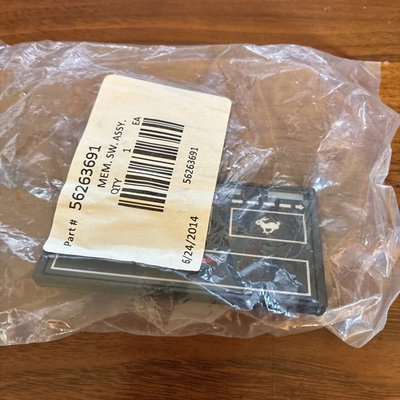 Part # 56263691
MEM. SW. ASSY.
QTY 1 EA
6/24/2014 56263691